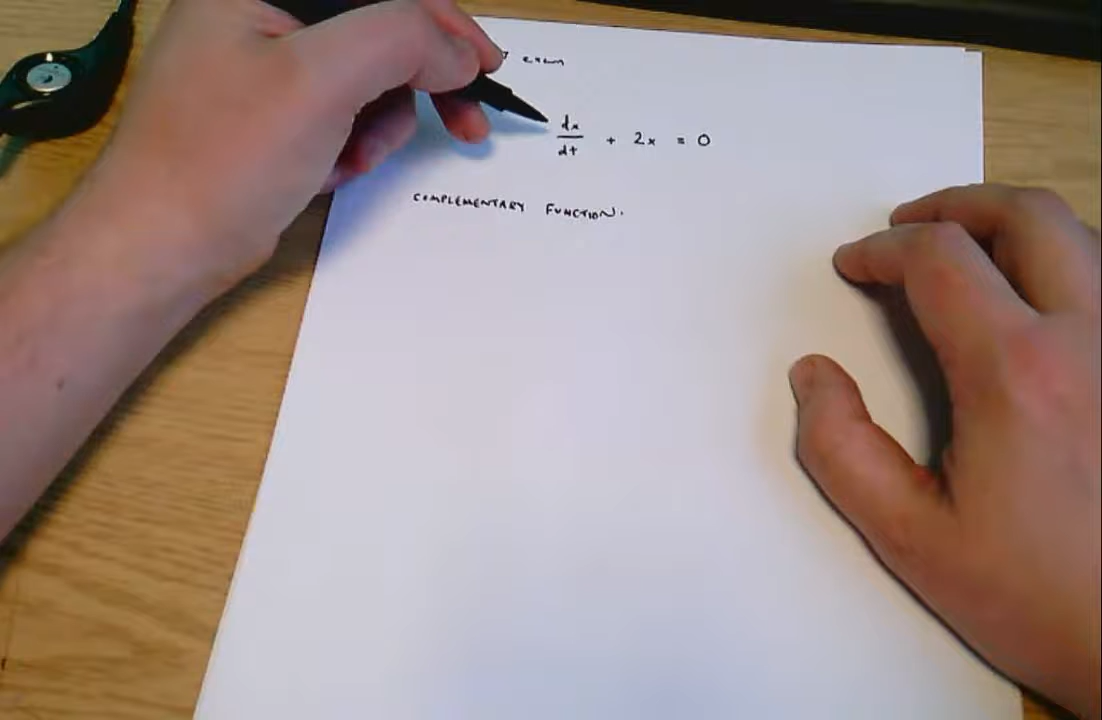 exam
dx/dt + 2x = 0
COMPLEMENTARY FUNCTION.